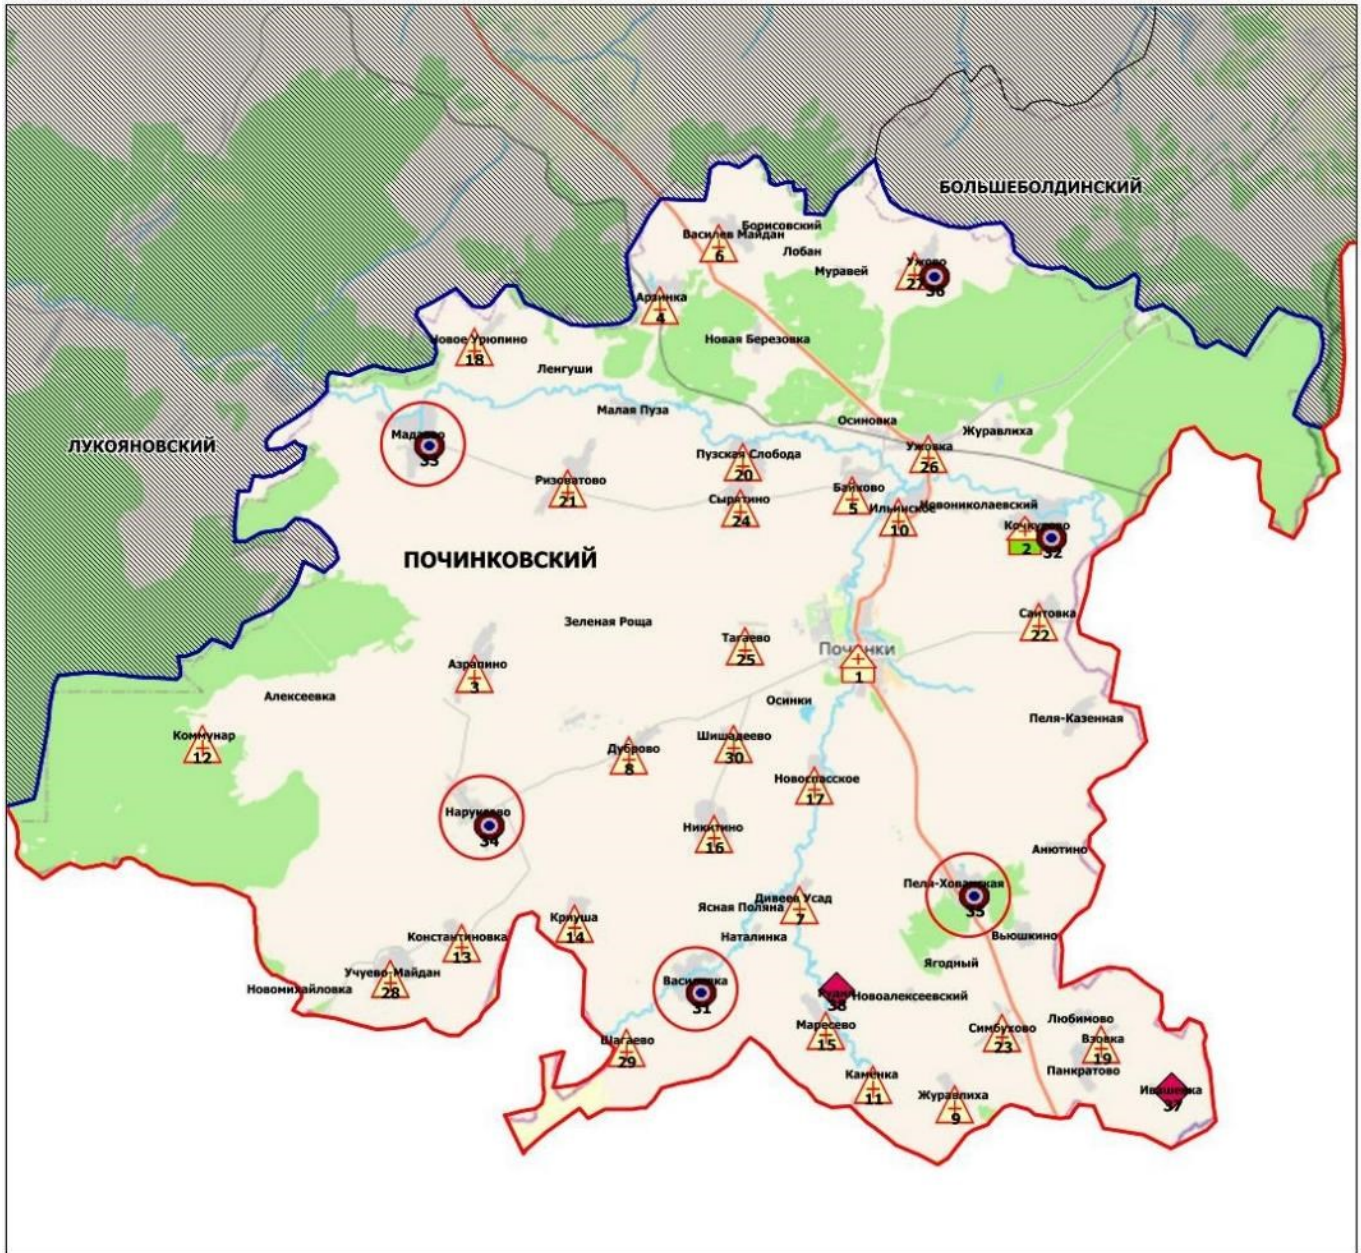 БОЛЬШЕБОЛДИНСКИЙ
Борисовский
Василев Майдан
6
Лобан
Муравей
Ужово
27
36
Арзинка
4
Новое Урюпино
18
Новая Березовка
Ленгуши
Малая Пуза
Осиновка
Журавлиха
ЛУКОЯНОВСКИЙ
Мадаево
33
Ужовка
26
Пузская Слобода
20
Ризоватово
21
Байково
5
Сырятино
24
Ильинское
10
Новониколаевский
Кочкурово
2
32
ПОЧИНКОВСКИЙ
Саитовка
22
Зеленая Роща
Тагаево
25
Починки
1
Азрапино
3
Алексеевка
Осинки
Пеля-Казенная
Коммунар
12
Дуброво
8
Шишадеево
30
Новоспасское
17
Наруксово
34
Никитино
16
Анютино
Пеля-Хованская
35
Дивеев Усад
7
Ясная Поляна
Криуша
14
Константиновка
13
Наталинка
Вьюшкино
Ягодный
Учуево-Майдан
28
Новомихайловка
Василевка
31
38
Новоалексеевский
Маресево
15
Симбухово
23
Любимово
Взовка
19
Шагаево
29
Панкратово
Каменка
11
Журавлиха
9
Ивашевка
37